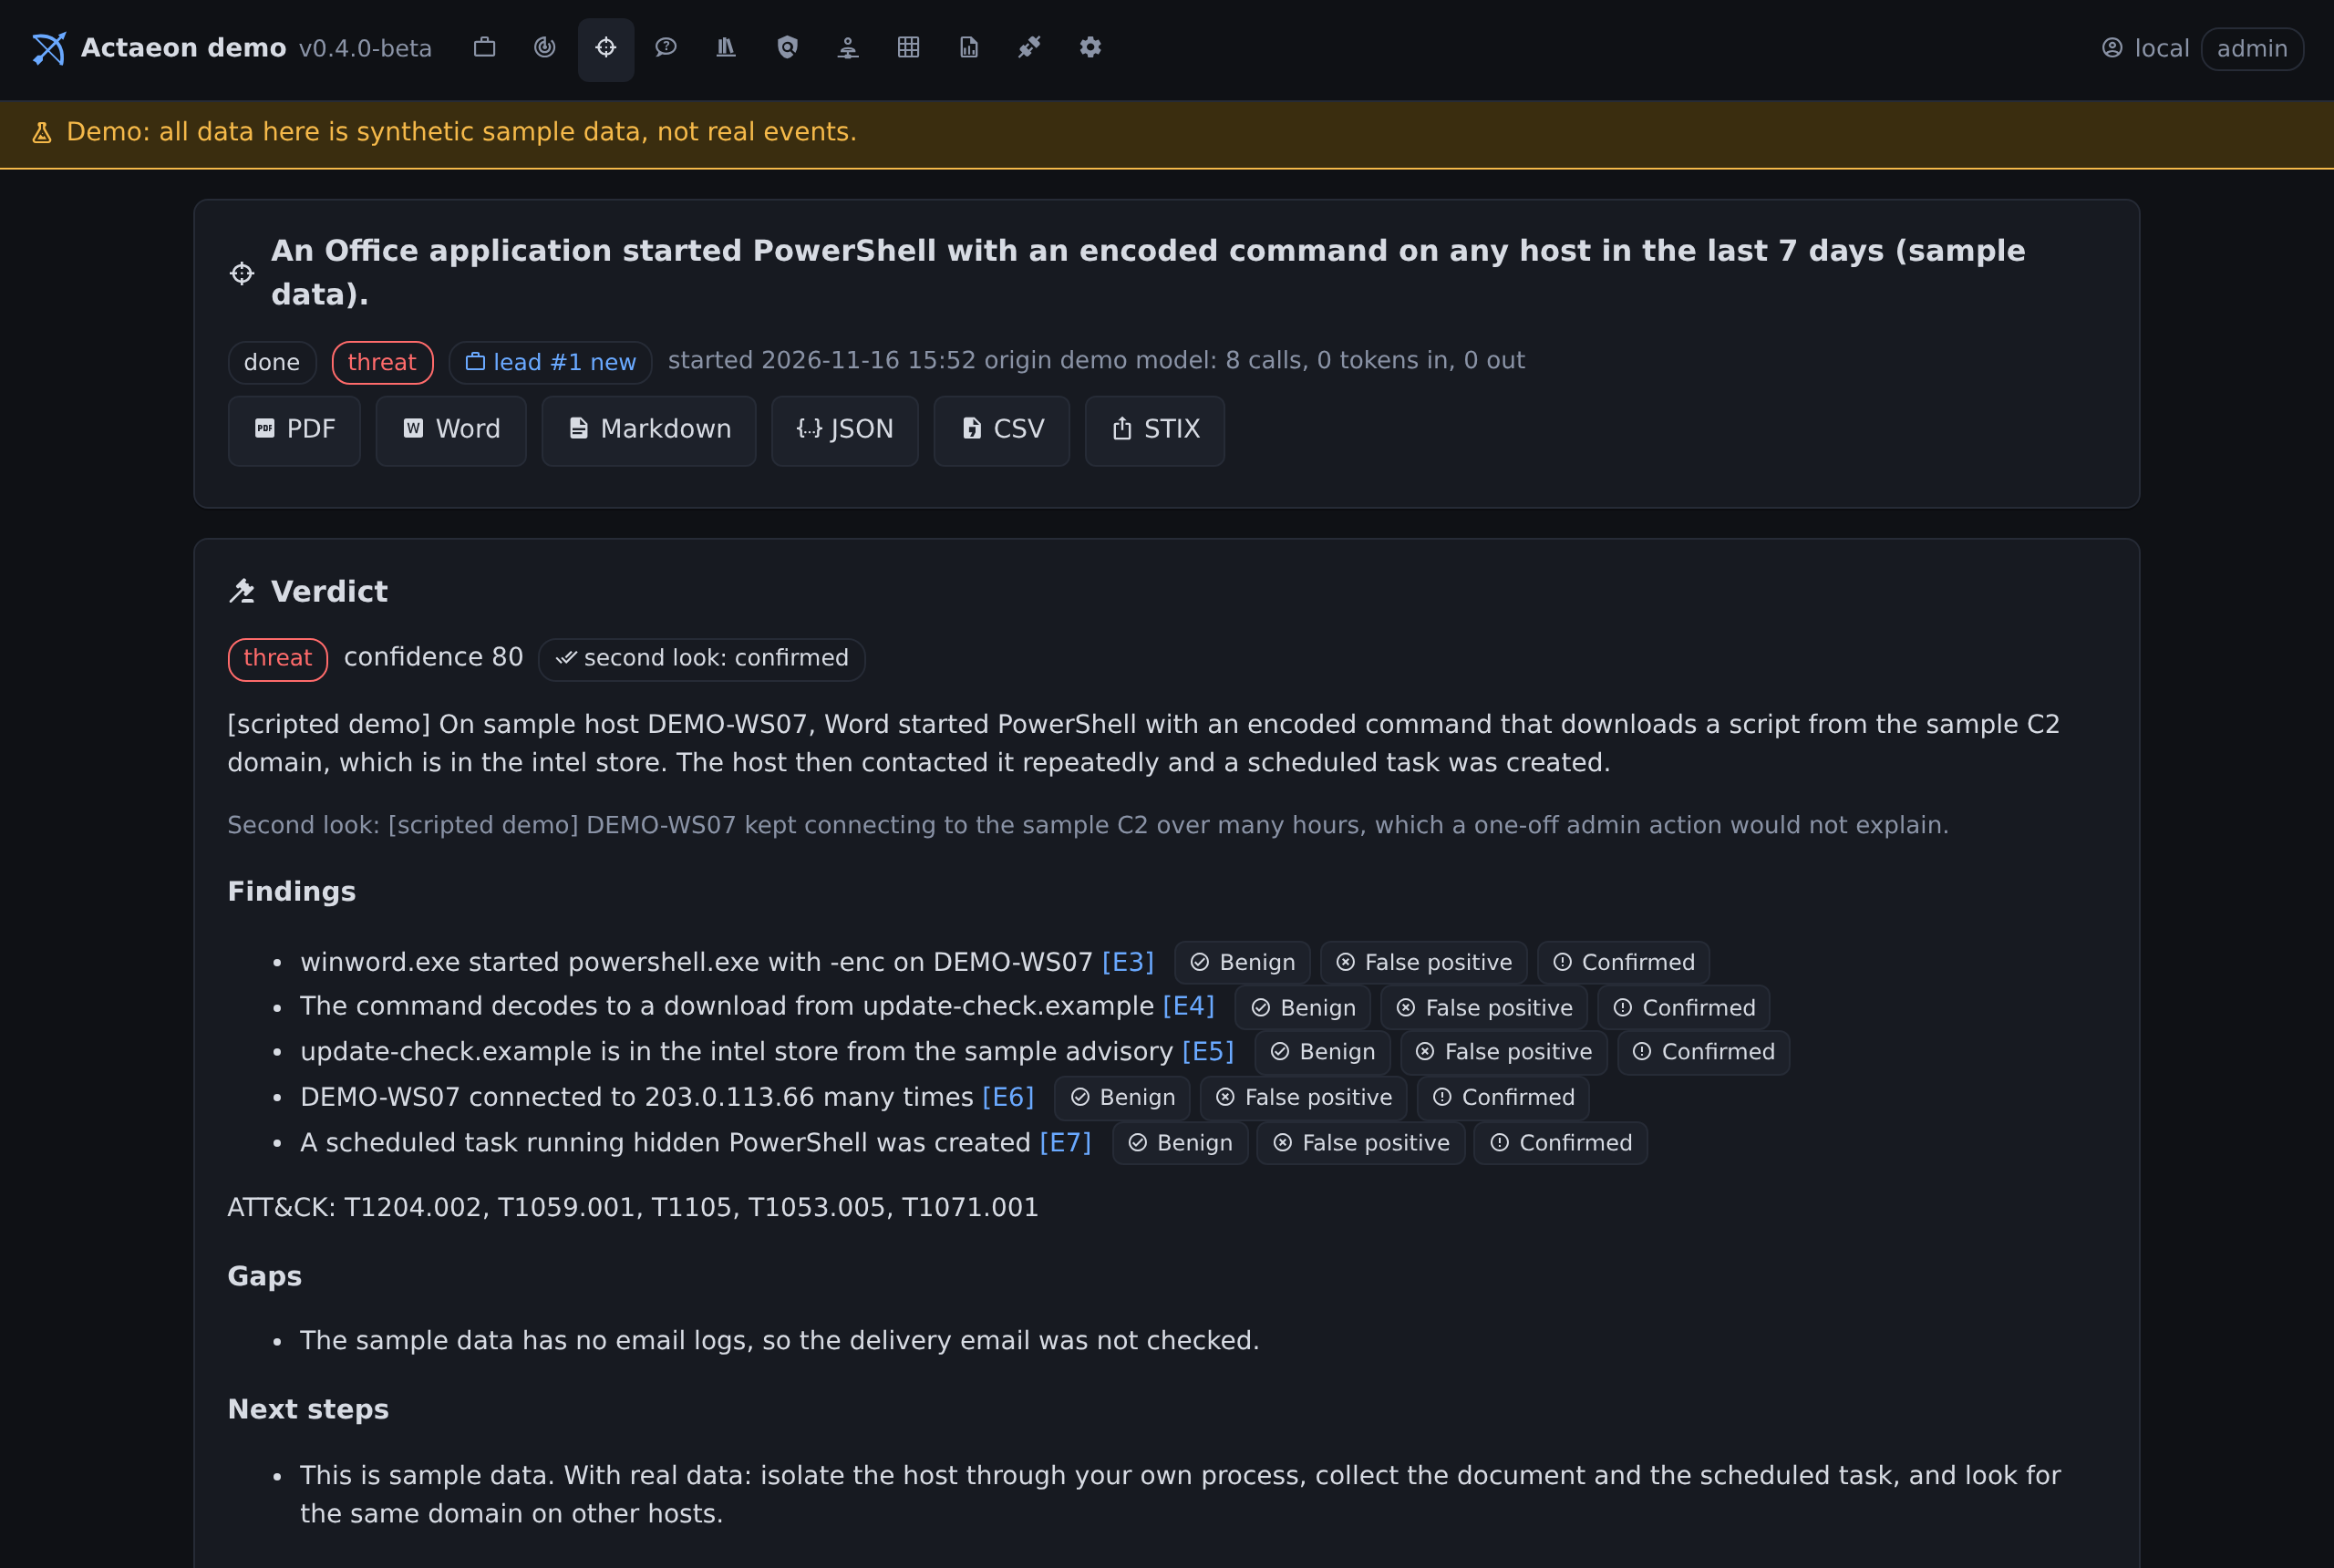 Actaeon demo v0.4.0-beta
local admin
Demo: all data here is synthetic sample data, not real events.
An Office application started PowerShell with an encoded command on any host in the last 7 days (sample
data).
done threat lead #1 new started 2026-11-16 15:52 origin demo model: 8 calls, 0 tokens in, 0 out
PDF Word Markdown JSON CSV STIX
Verdict
threat confidence 80 second look: confirmed
[scripted demo] On sample host DEMO-WS07, Word started PowerShell with an encoded command that downloads a script from the sample C2
domain, which is in the intel store. The host then contacted it repeatedly and a scheduled task was created.
Second look: [scripted demo] DEMO-WS07 kept connecting to the sample C2 over many hours, which a one-off admin action would not explain.
Findings
• winword.exe started powershell.exe with -enc on DEMO-WS07 [E3] Benign False positive Confirmed
• The command decodes to a download from update-check.example [E4] Benign False positive Confirmed
• update-check.example is in the intel store from the sample advisory [E5] Benign False positive Confirmed
• DEMO-WS07 connected to 203.0.113.66 many times [E6] Benign False positive Confirmed
• A scheduled task running hidden PowerShell was created [E7] Benign False positive Confirmed
ATT&CK: T1204.002, T1059.001, T1105, T1053.005, T1071.001
Gaps
• The sample data has no email logs, so the delivery email was not checked.
Next steps
• This is sample data. With real data: isolate the host through your own process, collect the document and the scheduled task, and look for
the same domain on other hosts.